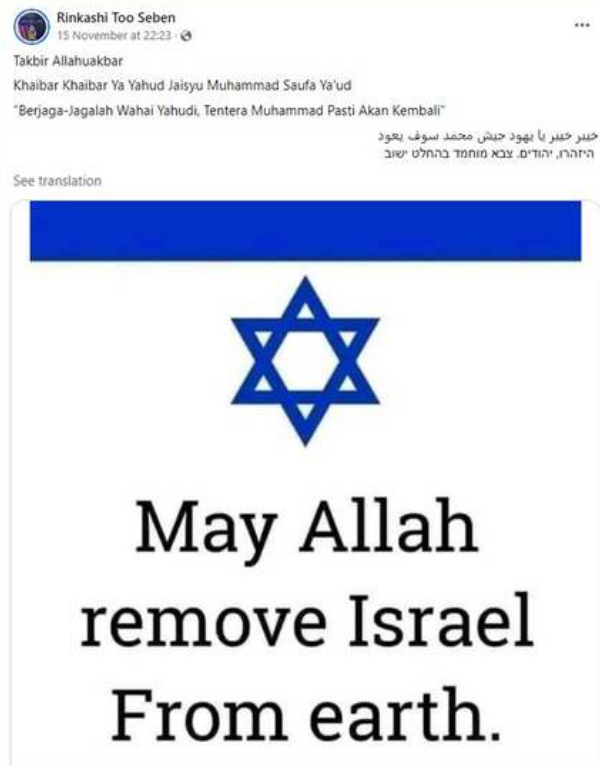 Rinkashi Too Seben
15 November at 22:23 ·
Takbir Allahuakbar
Khaibar Khaibar Ya Yahud Jaisyu Muhammad Saufa Ya'ud
"Berjaga-Jagalah Wahai Yahudi, Tentera Muhammad Pasti Akan Kembali"
خيبر خيبر يا يهود جيش محمد سوف يعود
היזהרו, יהודים, צבא מוחמד בהחלט ישוב
See translation
May Allah
remove Israel
From earth.